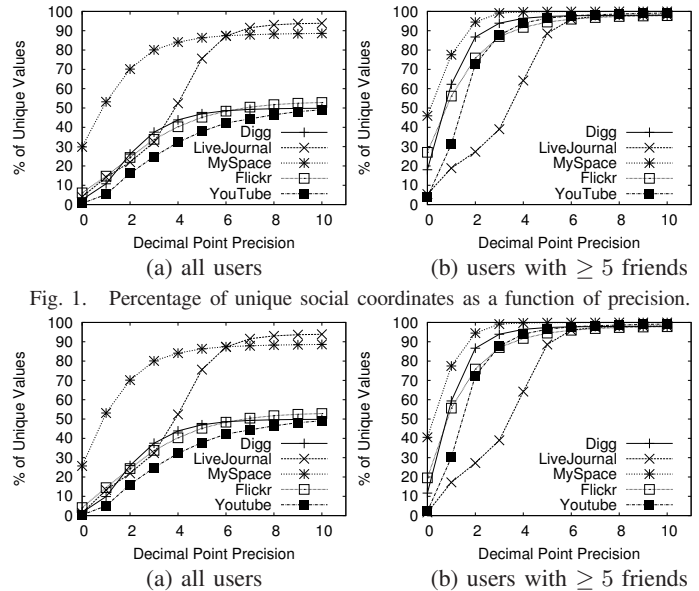 100
90
80
70
60
50
40
30
20
10
0
% of Unique Values
Digg
LiveJournal
MySpace
Flickr
YouTube
0 2 4 6 8 10
Decimal Point Precision
(a) all users
100
90
80
70
60
50
40
30
20
10
0
% of Unique Values
Digg
LiveJournal
MySpace
Flickr
YouTube
0 2 4 6 8 10
Decimal Point Precision
(b) users with ≥ 5 friends
Fig. 1. Percentage of unique social coordinates as a function of precision.
100
90
80
70
60
50
40
30
20
10
0
% of Unique Values
Digg
LiveJournal
MySpace
Flickr
Youtube
0 2 4 6 8 10
Decimal Point Precision
(a) all users
100
90
80
70
60
50
40
30
20
10
0
% of Unique Values
Digg
LiveJournal
MySpace
Flickr
Youtube
0 2 4 6 8 10
Decimal Point Precision
(b) users with ≥ 5 friends